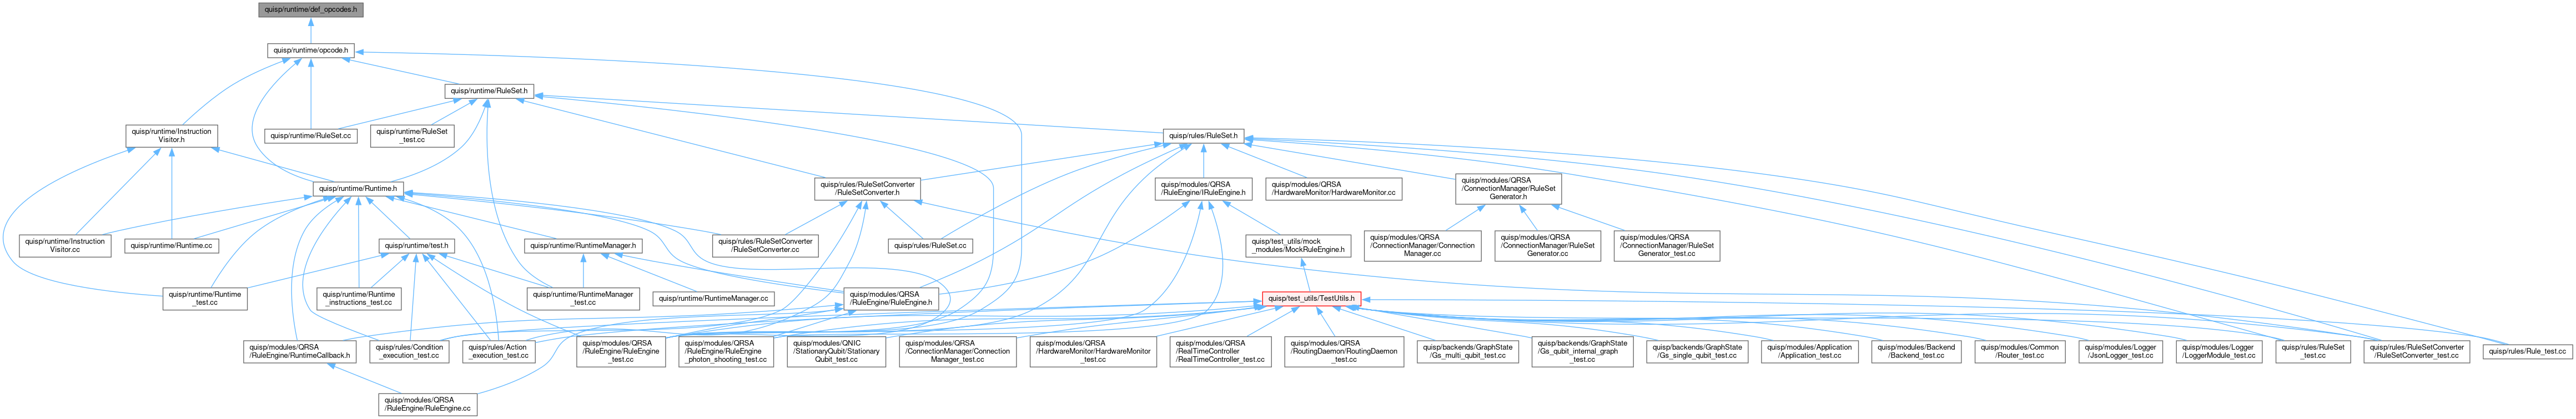 quisp/runtime/def_opcodes.h
quisp/runtime/opcode.h
quisp/runtime/RuleSet.h
quisp/runtime/Instruction
Visitor.h
quisp/runtime/RuleSet.cc
quisp/runtime/RuleSet
_test.cc
quisp/rules/RuleSet.h
quisp/runtime/Runtime.h
quisp/rules/RuleSetConverter
/RuleSetConverter.h
quisp/modules/QRSA
/RuleEngine/IRuleEngine.h
quisp/modules/QRSA
/HardwareMonitor/HardwareMonitor.cc
quisp/modules/QRSA
/ConnectionManager/RuleSet
Generator.h
quisp/runtime/Instruction
Visitor.cc
quisp/runtime/Runtime.cc
quisp/runtime/test.h
quisp/runtime/RuntimeManager.h
quisp/rules/RuleSetConverter
/RuleSetConverter.cc
quisp/rules/RuleSet.cc
quisp/test_utils/mock
_modules/MockRuleEngine.h
quisp/modules/QRSA
/ConnectionManager/Connection
Manager.cc
quisp/modules/QRSA
/ConnectionManager/RuleSet
Generator.cc
quisp/modules/QRSA
/ConnectionManager/RuleSet
Generator_test.cc
quisp/runtime/Runtime
_test.cc
quisp/runtime/Runtime
_instructions_test.cc
quisp/runtime/RuntimeManager
_test.cc
quisp/runtime/RuntimeManager.cc
quisp/modules/QRSA
/RuleEngine/RuleEngine.h
quisp/test_utils/TestUtils.h
quisp/modules/QRSA
/RuleEngine/RuntimeCallback.h
quisp/rules/Condition
_execution_test.cc
quisp/rules/Action
_execution_test.cc
quisp/modules/QRSA
/RuleEngine/RuleEngine
_test.cc
quisp/modules/QRSA
/RuleEngine/RuleEngine
_photon_shooting_test.cc
quisp/modules/QNIC
/StationaryQubit/Stationary
Qubit_test.cc
quisp/modules/QRSA
/ConnectionManager/Connection
Manager_test.cc
quisp/modules/QRSA
/HardwareMonitor/HardwareMonitor
_test.cc
quisp/modules/QRSA
/RealTimeController
/RealTimeController_test.cc
quisp/modules/QRSA
/RoutingDaemon/RoutingDaemon
_test.cc
quisp/backends/GraphState
/Gs_multi_qubit_test.cc
quisp/backends/GraphState
/Gs_qubit_internal_graph
_test.cc
quisp/backends/GraphState
/Gs_single_qubit_test.cc
quisp/modules/Application
/Application_test.cc
quisp/modules/Backend
/Backend_test.cc
quisp/modules/Common
/Router_test.cc
quisp/modules/Logger
/JsonLogger_test.cc
quisp/modules/Logger
/LoggerModule_test.cc
quisp/rules/RuleSet
_test.cc
quisp/rules/RuleSetConverter
/RuleSetConverter_test.cc
quisp/rules/Rule_test.cc
quisp/modules/QRSA
/RuleEngine/RuleEngine.cc